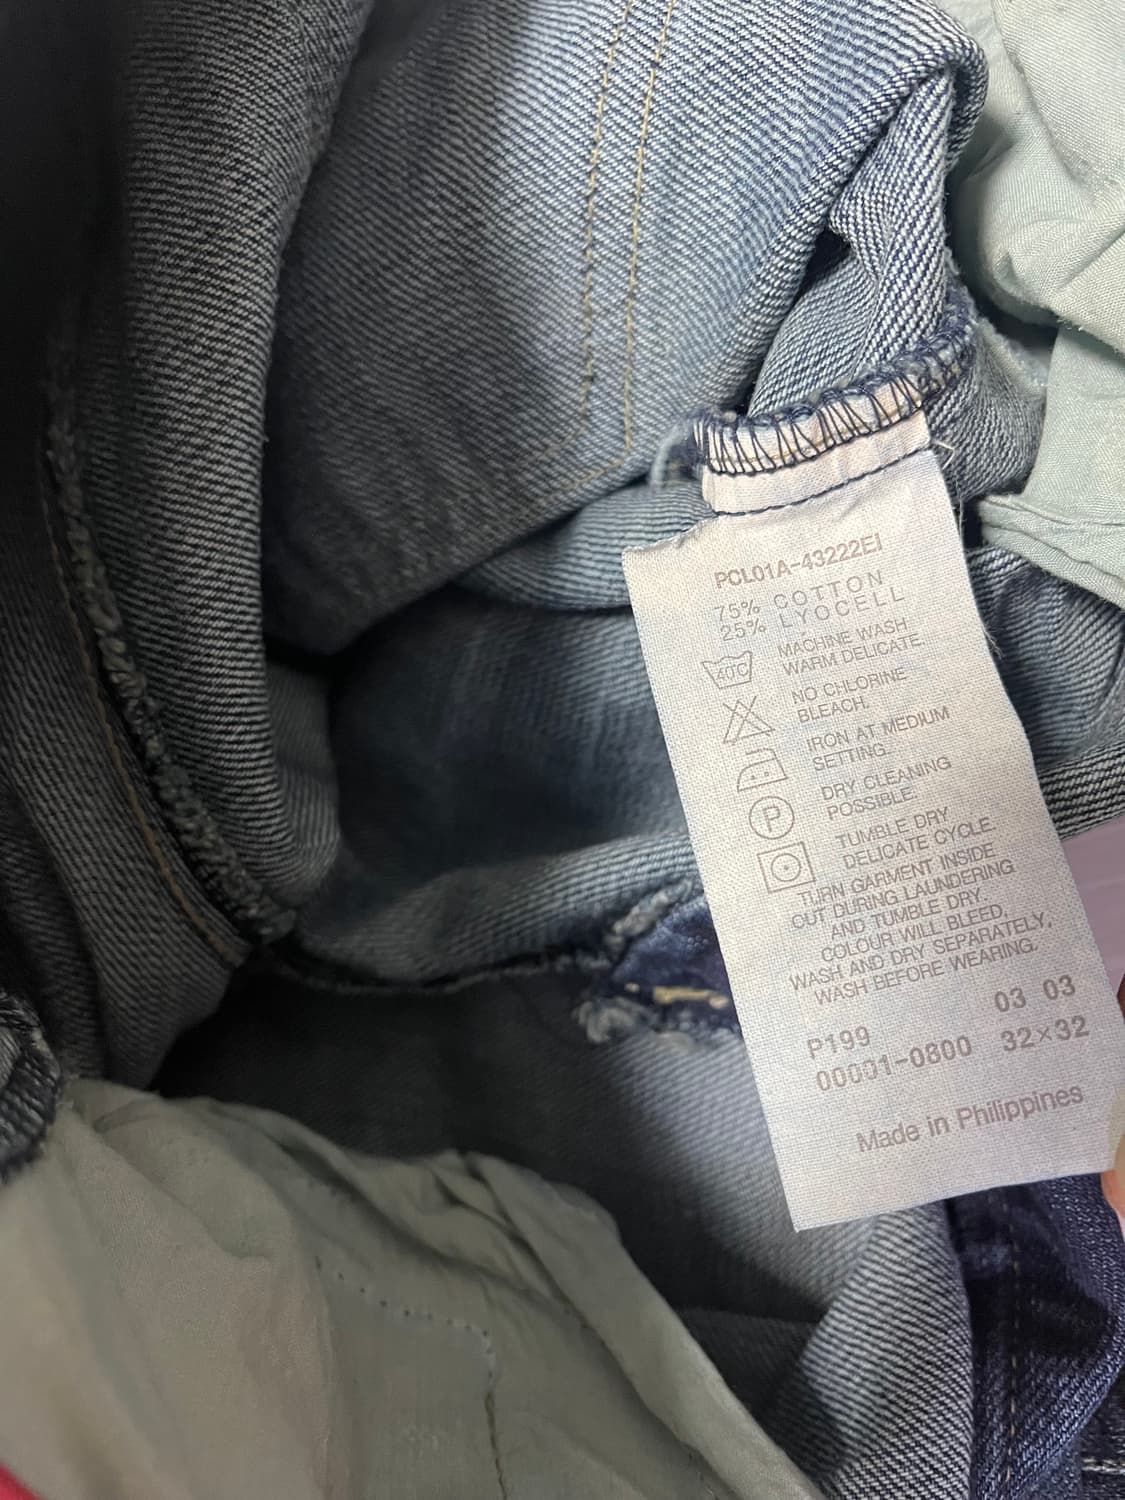 PCL01A-43222EI
75% COTTON
25% LYOCELL
40°C MACHINE WASH
WARM DELICATE.
NO CHLORINE
BLEACH.
IRON AT MEDIUM
SETTING.
P DRY CLEANING
POSSIBLE.
TUMBLE DRY
DELICATE CYCLE.
TURN GARMENT INSIDE
OUT DURING LAUNDERING
AND TUMBLE DRY.
COLOUR WILL BLEED,
WASH AND DRY SEPARATELY,
WASH BEFORE WEARING.
03 03
P199
00001-0800 32×32
Made in Philippines